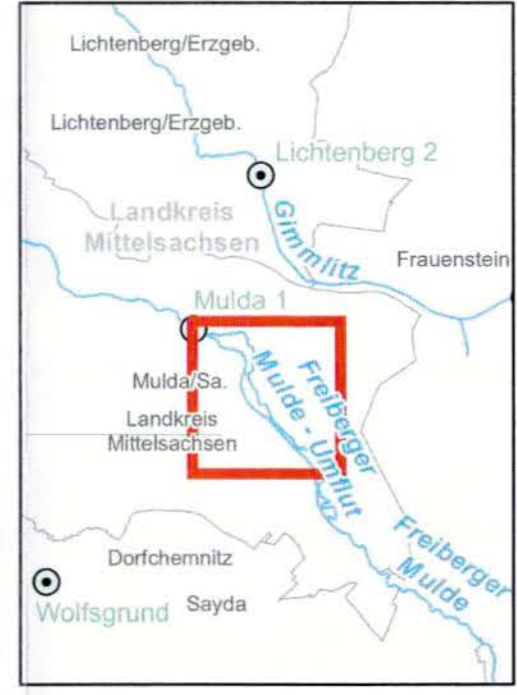 Lichtenberg/Erzgeb.
Lichtenberg/Erzgeb.
Lichtenberg 2
Landkreis
Mittelsachsen
Gimmlitz
Frauenstein
Mulda 1
Mulda/Sa.
Landkreis
Mittelsachsen
Freiberger
Mulde - Umflut
Freiberger
Mulde
Dorfchemnitz
Wolfsgrund
Sayda